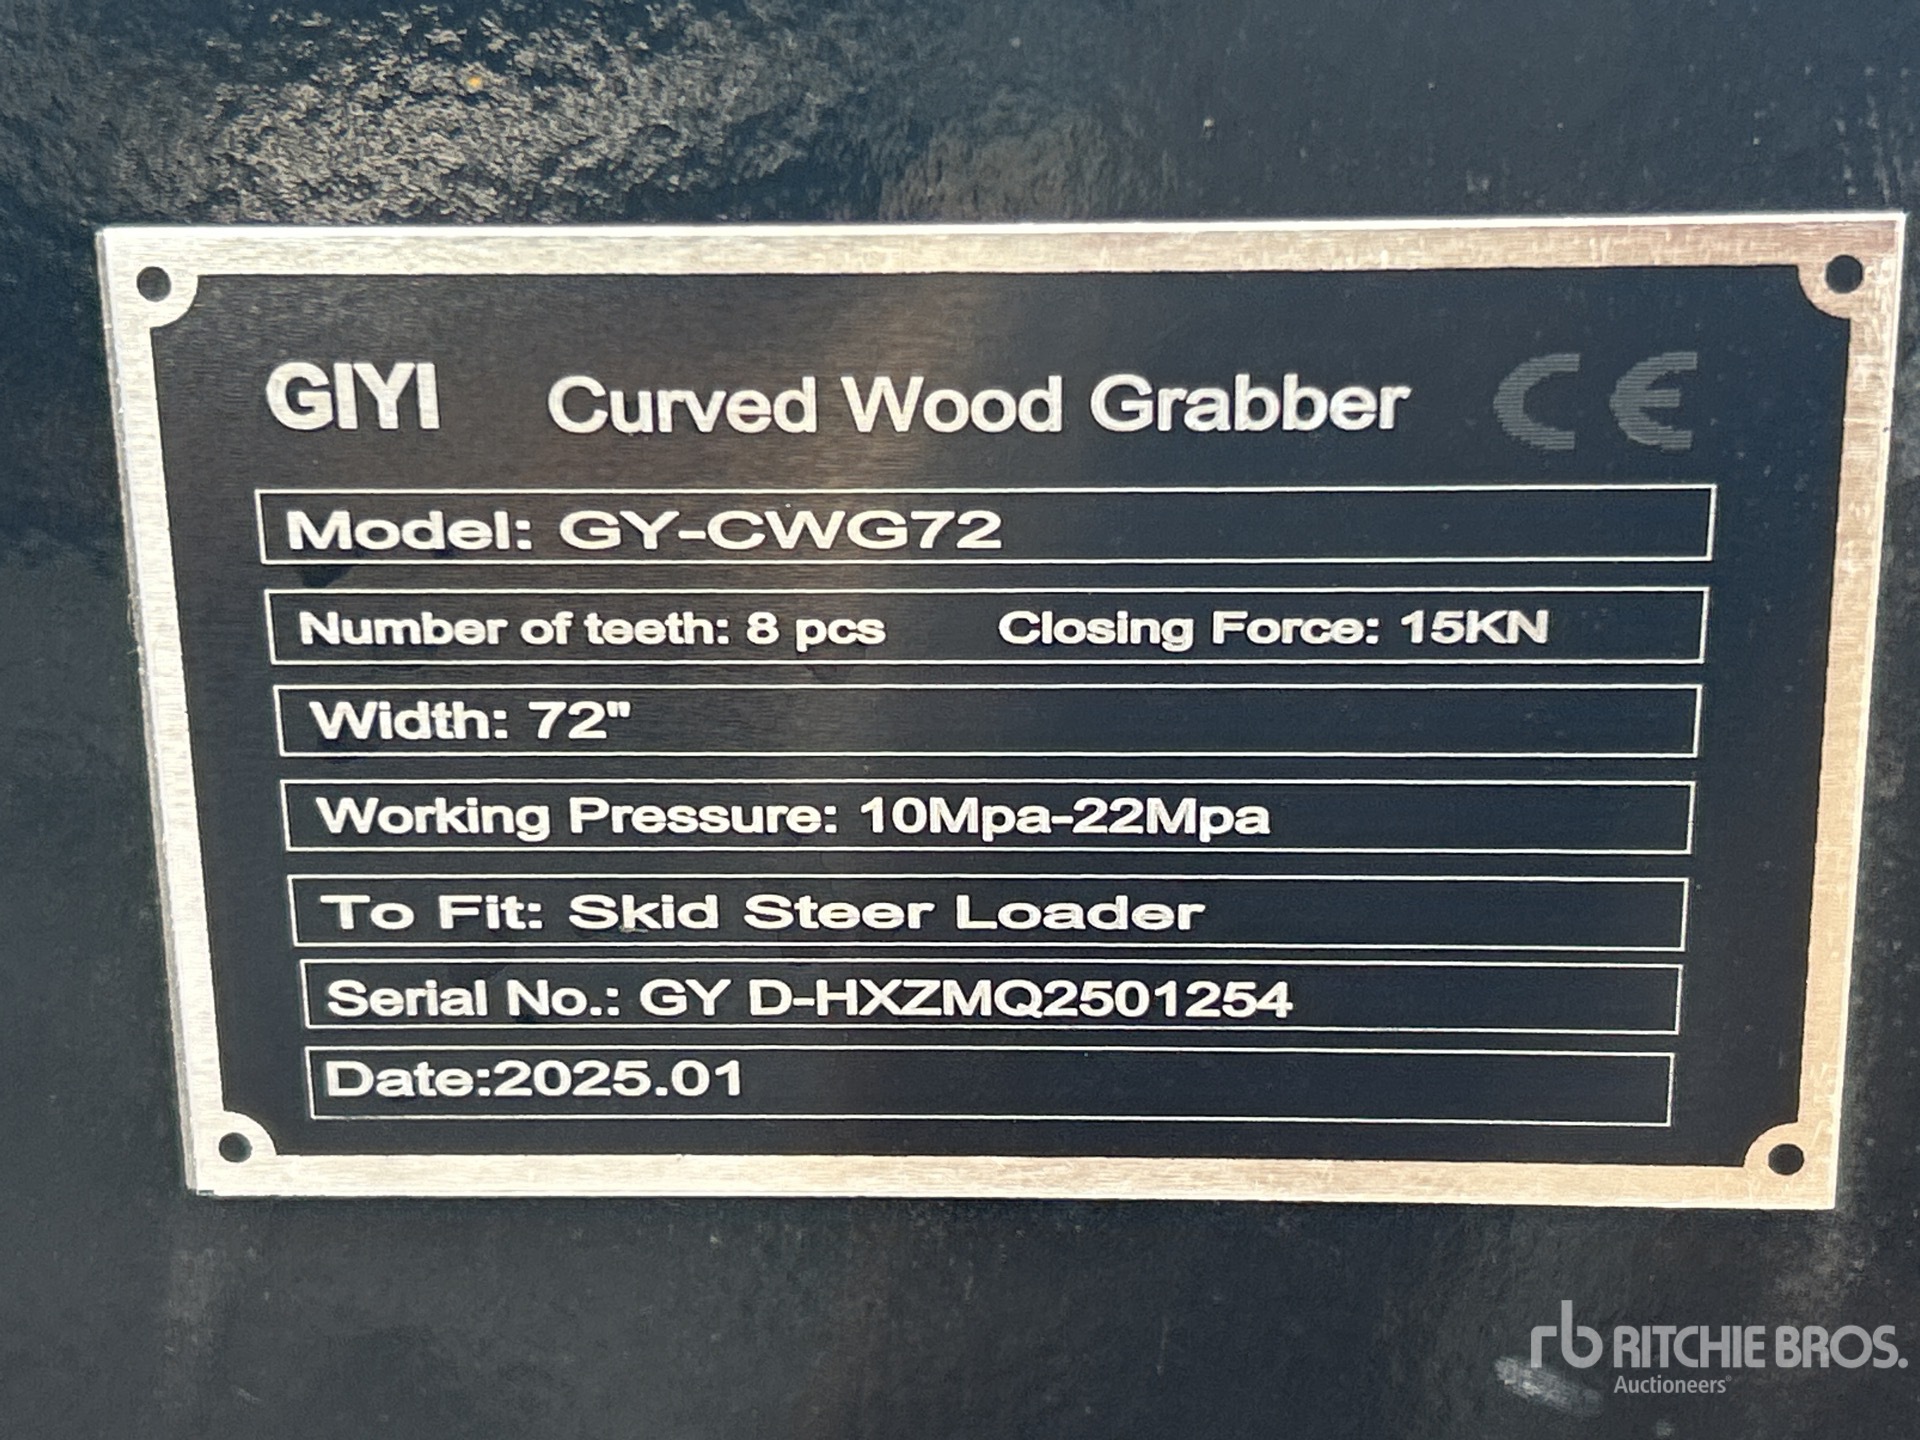 GIYI Curved Wood Grabber CE
Model: GY-CWG72
Number of teeth: 8 pcs Closing Force: 15KN
Width: 72"
Working Pressure: 10Mpa-22Mpa
To Fit: Skid Steer Loader
Serial No.: GY D-HXZMQ2501254
Date:2025.01
rb RITCHIE BROS.
Auctioneers